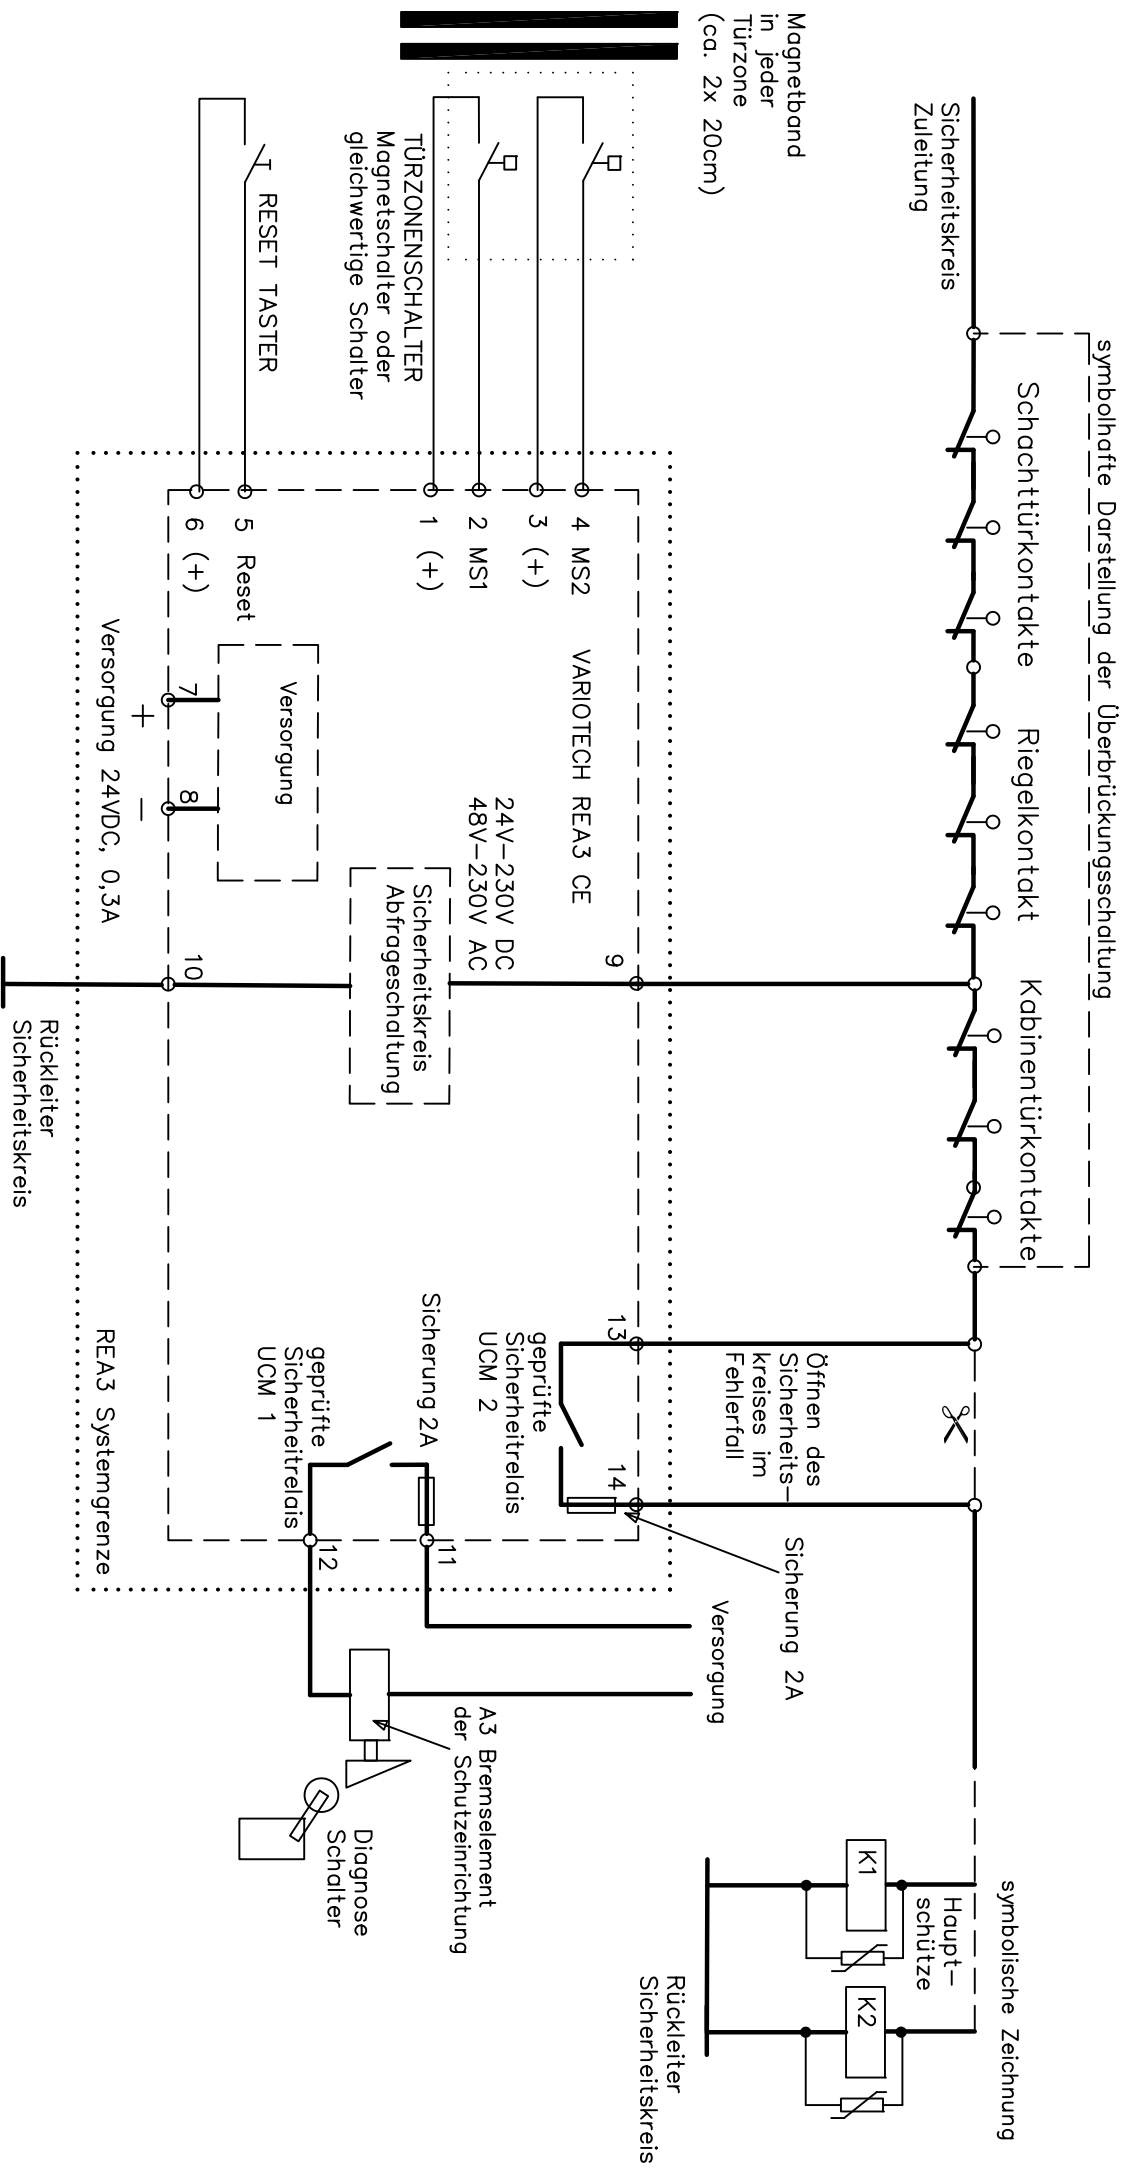 symbolhafte Darstellung der Überbrückungsschaltung
Sicherheitskreis
Zuleitung
Schachttürkontakte
Riegelkontakt
Kabinentürkontakte
symbolische Zeichnung
Magnetband
in jeder
Türzone
(ca. 2x 20cm)
Öffnen des
Sicherheits-
kreises im
Fehlerfall
Sicherung 2A
Haupt-
schütze
K1
K2
Rückleiter
Sicherheitskreis
Versorgung
9
13
14
4 MS2
3 (+)
2 MS1
1 (+)
VARIOTECH REA3 CE
24V-230V DC
48V-230V AC
geprüfte
Sicherheitrelais
UCM 2
TÜRZONENSCHALTER
Magnetschalter oder
gleichwertige Schalter
Sicherheitskreis
Abfrageschaltung
Sicherung 2A
11
A3 Bremselement
der Schutzeinrichtung
geprüfte
Sicherheitrelais
UCM 1
12
Diagnose
Schalter
RESET TASTER
5 Reset
6 (+)
Versorgung
7
8
10
+
-
Versorgung 24VDC, 0,3A
REA3 Systemgrenze
Rückleiter
Sicherheitskreis